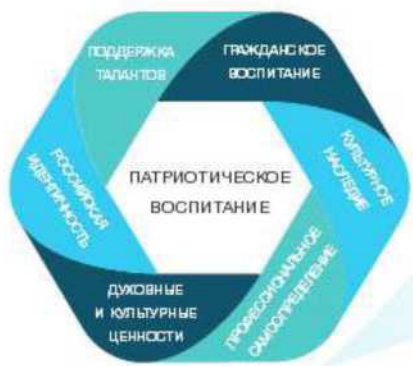 ПОДДЕРЖКА
ТАЛАНТОВ
ГРАЖДАНСКОЕ
ВОСПИТАНИЕ
КУЛЬТУРНОЕ
НАСЛЕДИЕ
ПРОФЕССИОНАЛЬНОЕ
САМООПРЕДЕЛЕНИЕ
ДУХОВНЫЕ
И КУЛЬТУРНЫЕ
ЦЕННОСТИ
РОССИЙСКАЯ
ИДЕНТИЧНОСТЬ
ПАТРИОТИЧЕСКОЕ
ВОСПИТАНИЕ